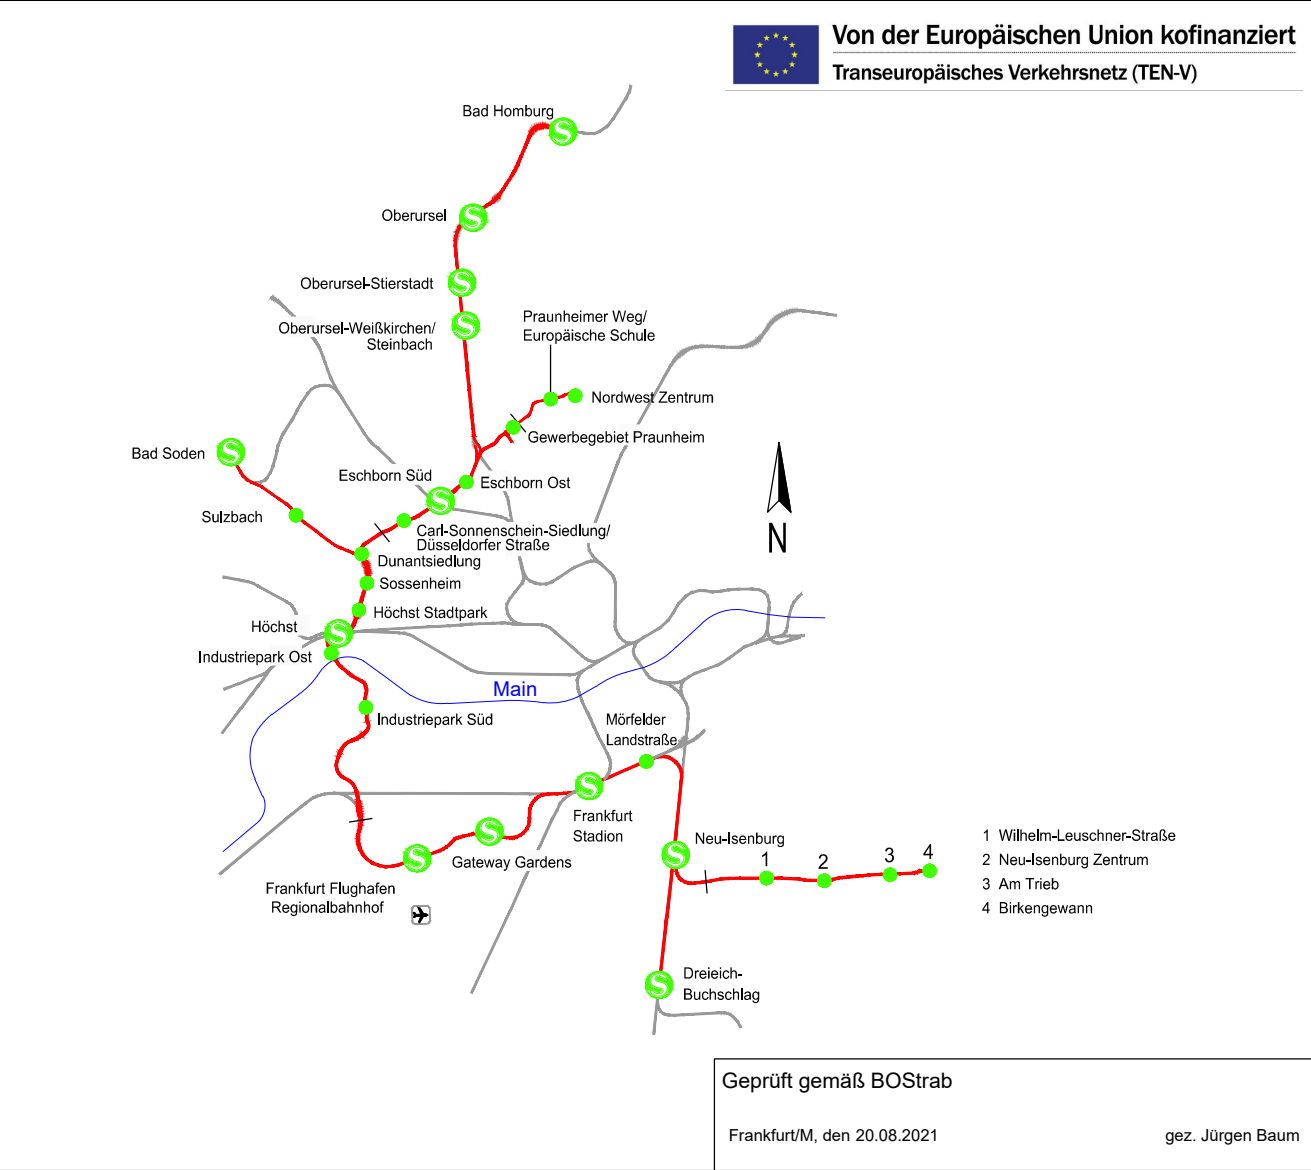 Von der Europäischen Union kofinanziert
Transeuropäisches Verkehrsnetz (TEN-V)
Bad Homburg
S
Oberursel
S
Oberursel-Stierstadt
S
Oberursel-Weißkirchen/
Steinbach
S
Praunheimer Weg/
Europäische Schule
Nordwest Zentrum
Gewerbegebiet Praunheim
Bad Soden
S
Eschborn Süd
S
Eschborn Ost
Sulzbach
Carl-Sonnenschein-Siedlung/
Düsseldorfer Straße
Dunantsiedlung
Sossenheim
Höchst Stadtpark
Höchst
S
Industriepark Ost
N
Main
Industriepark Süd
Mörfelder
Landstraße
S
Frankfurt
Stadion
S
Gateway Gardens
S
Frankfurt Flughafen
Regionalbahnhof
Neu-Isenburg
S
1
2
3
4
1 Wilhelm-Leuschner-Straße
2 Neu-Isenburg Zentrum
3 Am Trieb
4 Birkengewann
S
Dreieich-
Buchschlag
Geprüft gemäß BOStrab
Frankfurt/M, den 20.08.2021
gez. Jürgen Baum